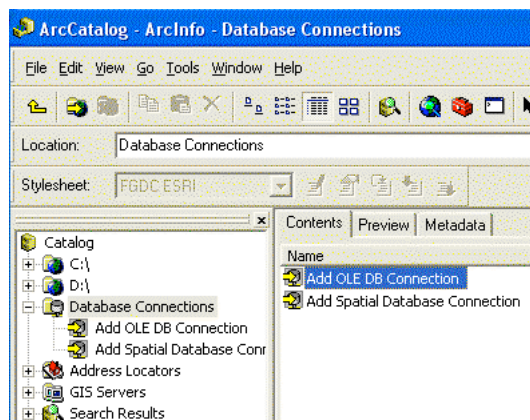 ArcCatalog - ArcInfo - Database Connections
File Edit View Go Tools Window Help
Location: Database Connections
Stylesheet: FGDC ESRI
Contents Preview Metadata
Catalog
C:\
D:\
Database Connections
Add OLE DB Connection
Add Spatial Database Conr
Address Locators
GIS Servers
Search Results
Name
Add OLE DB Connection
Add Spatial Database Connection